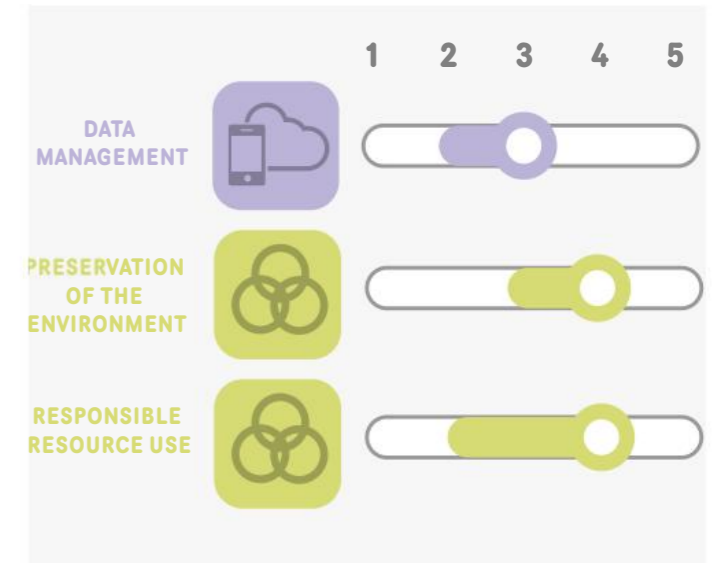 1 2 3 4 5
DATA
MANAGEMENT
PRESERVATION
OF THE
ENVIRONMENT
RESPONSIBLE
RESOURCE USE